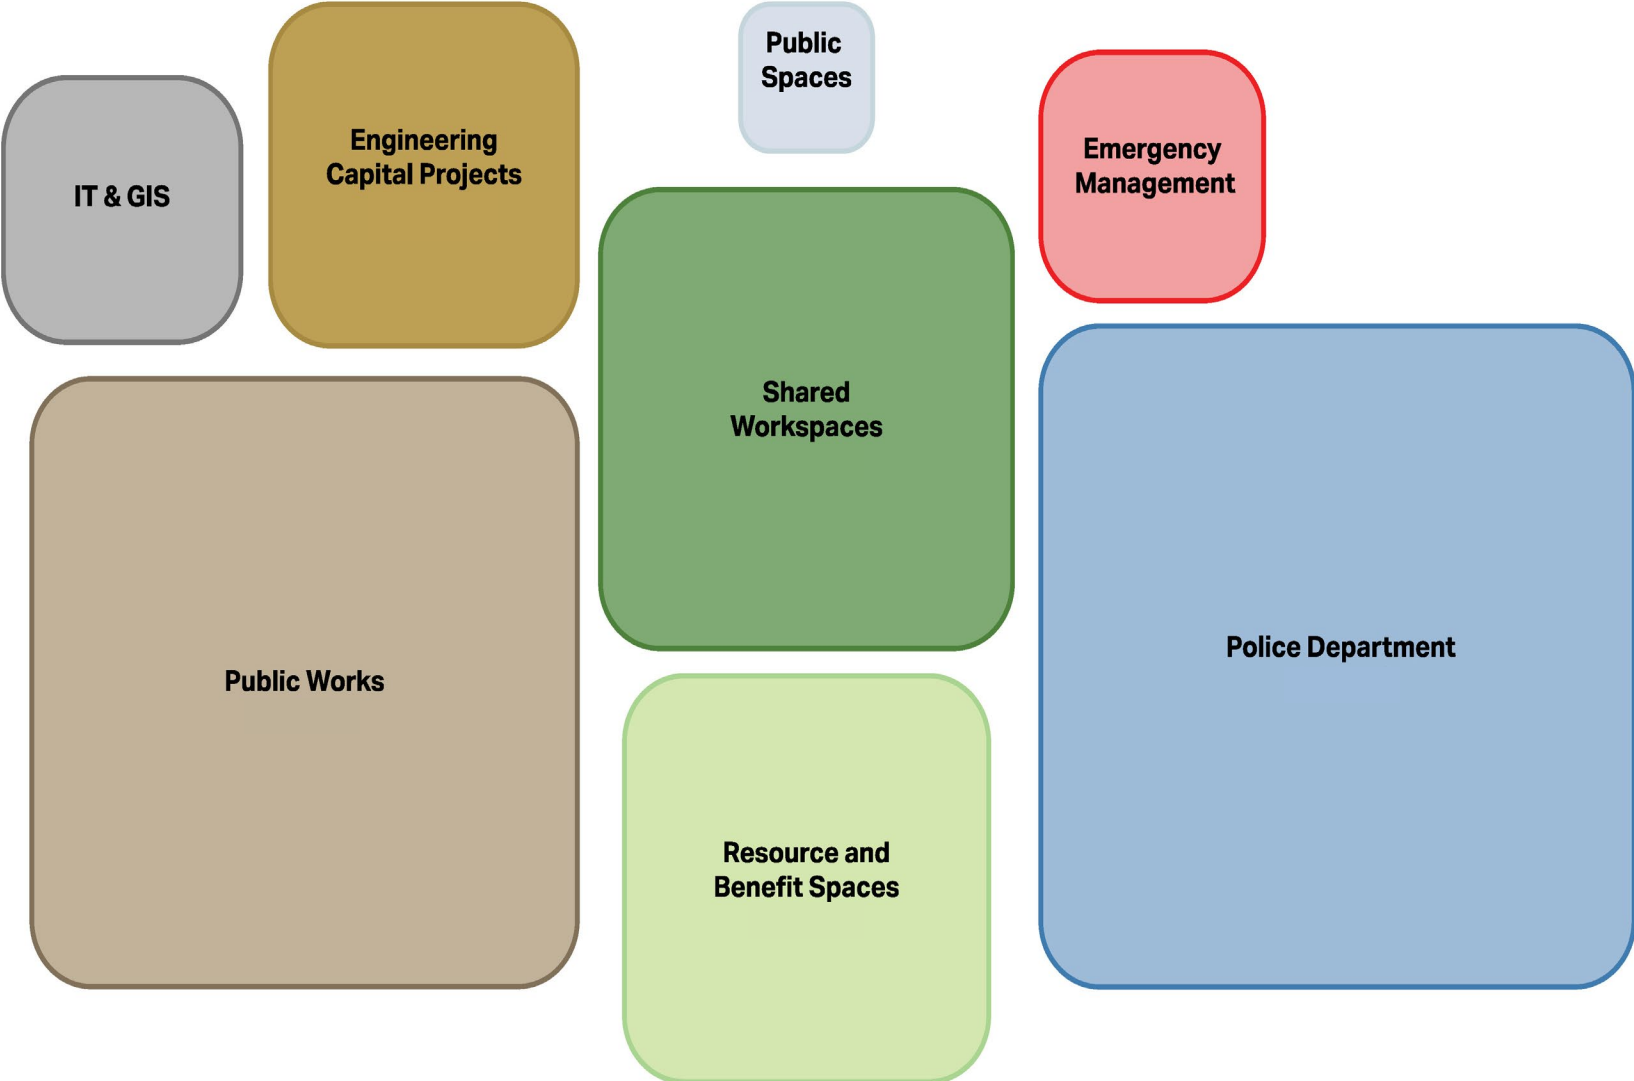 Public
Spaces
Engineering
Capital Projects
Emergency
Management
IT & GIS
Shared
Workspaces
Public Works
Police Department
Resource and
Benefit Spaces